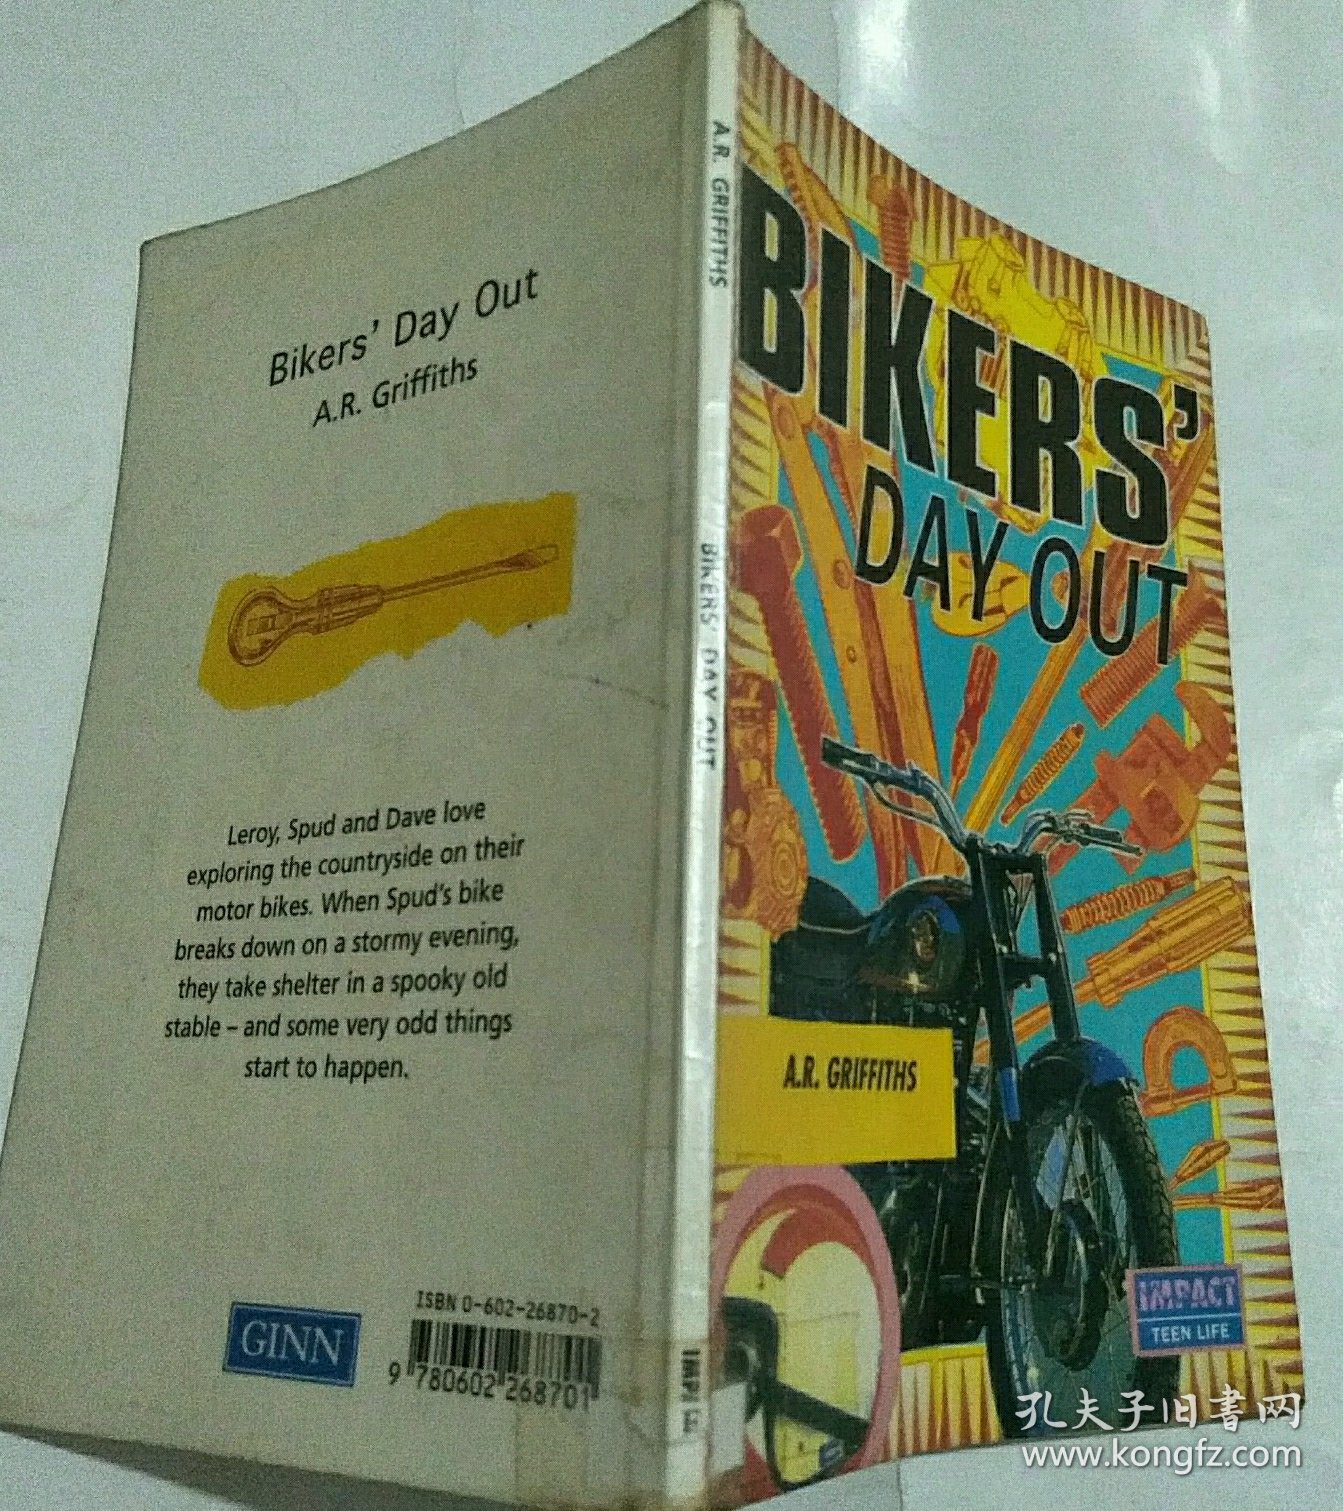 Bikers' Day Out
A.R. Griffiths
Leroy, Spud and Dave love
exploring the countryside on their
motor bikes. When Spud's bike
breaks down on a stormy evening,
they take shelter in a spooky old
stable – and some very odd things
start to happen.
GINN
ISBN 0-602-26870-2
9 780602 268701
A.R. GRIFFITHS
BIKERS' DAY OUT
BIKERS'
DAY OUT
A.R. GRIFFITHS
IMPACT
TEEN LIFE
孔夫子旧书网
www.kongfz.com